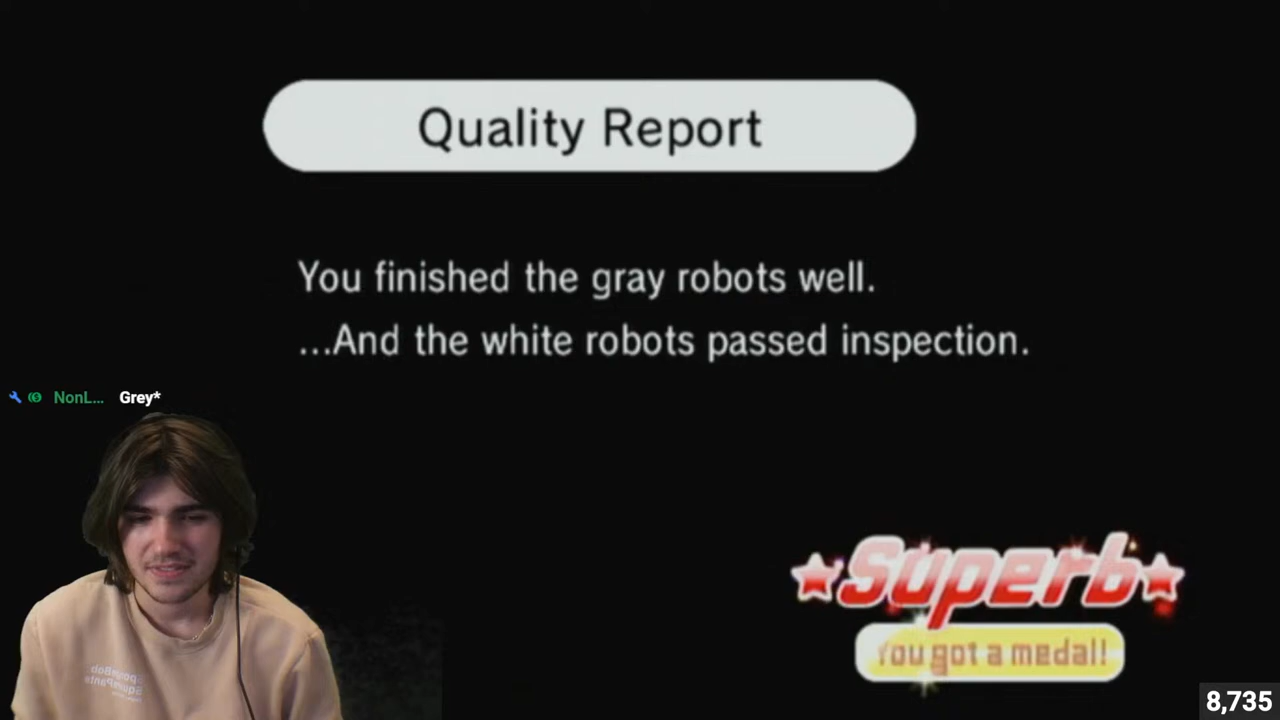 Quality Report
You finished the gray robots well.
...And the white robots passed inspection.
NonL... Grey*
Superb
You got a medal!
8,735